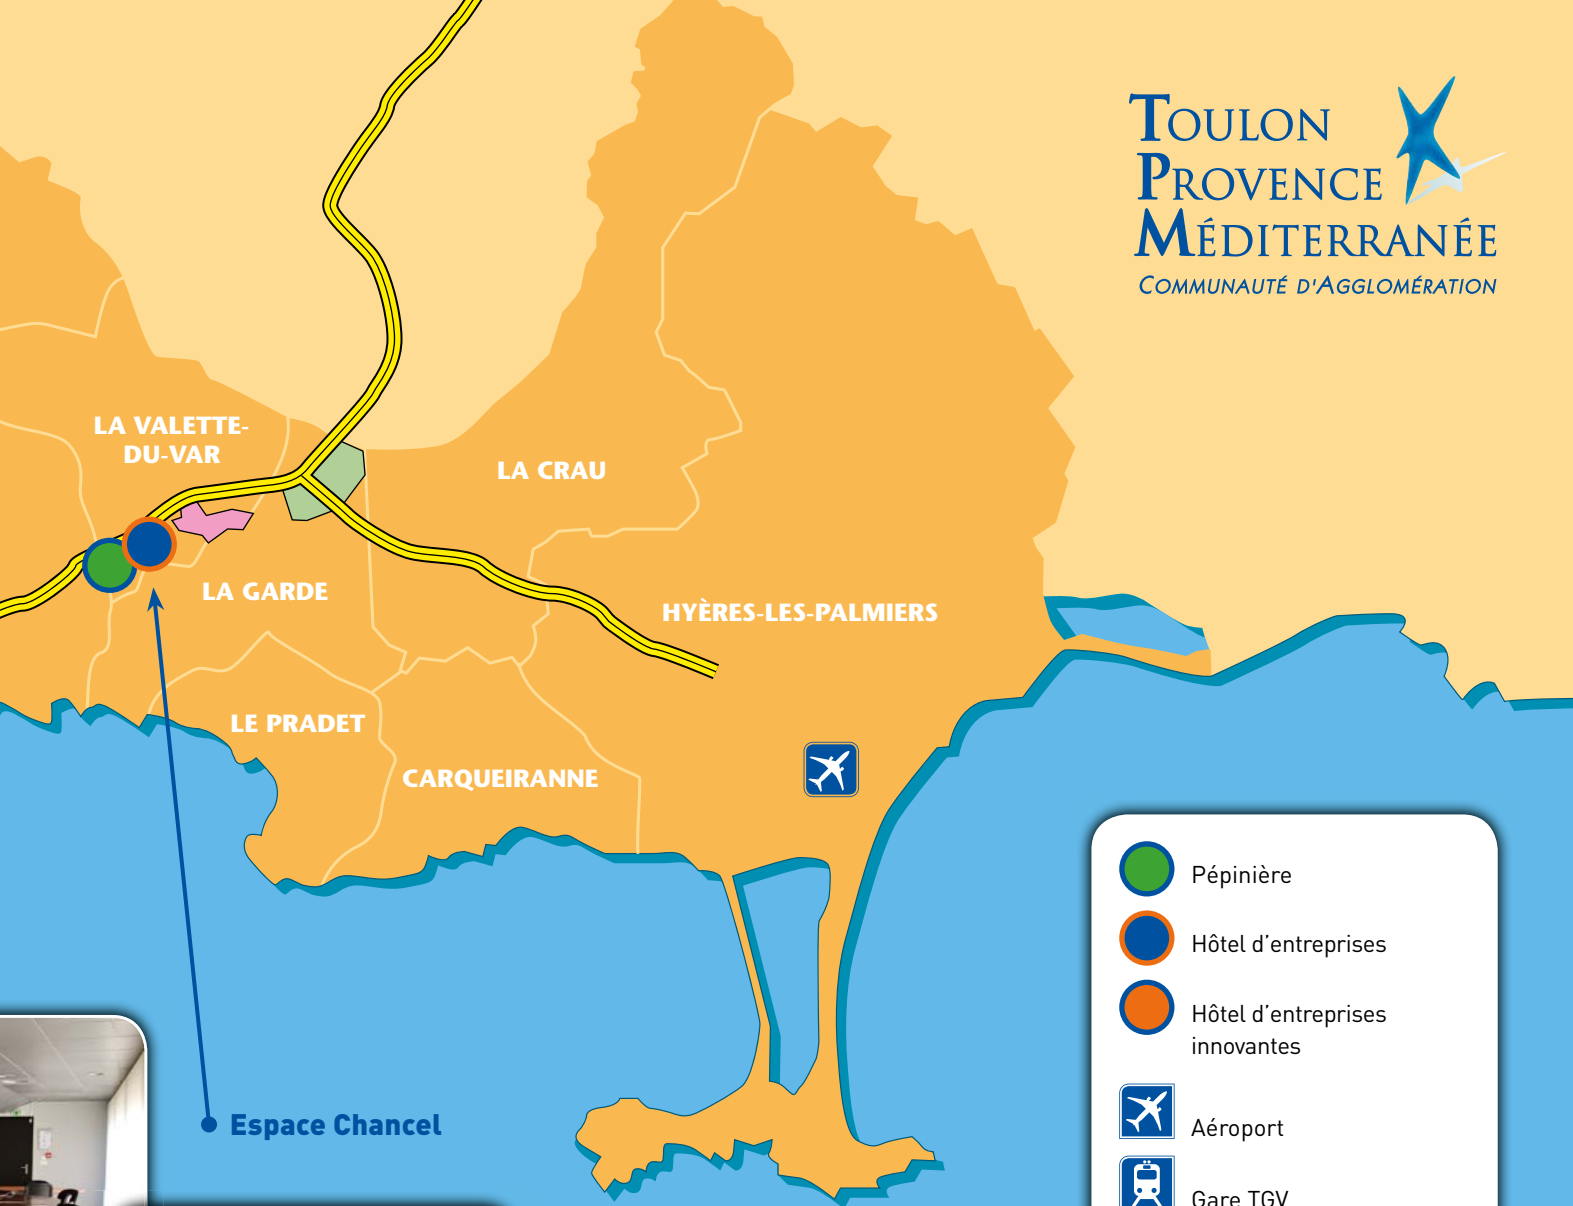 TOULON
PROVENCE
MÉDITERRANÉE
COMMUNAUTÉ D'AGGLOMÉRATION
LA VALETTE-
DU-VAR
LA CRAU
LA GARDE
HYÈRES-LES-PALMIERS
LE PRADET
CARQUEIRANNE
Espace Chancel
Pépinière
Hôtel d’entreprises
Hôtel d’entreprises
innovantes
Aéroport
Gare TGV